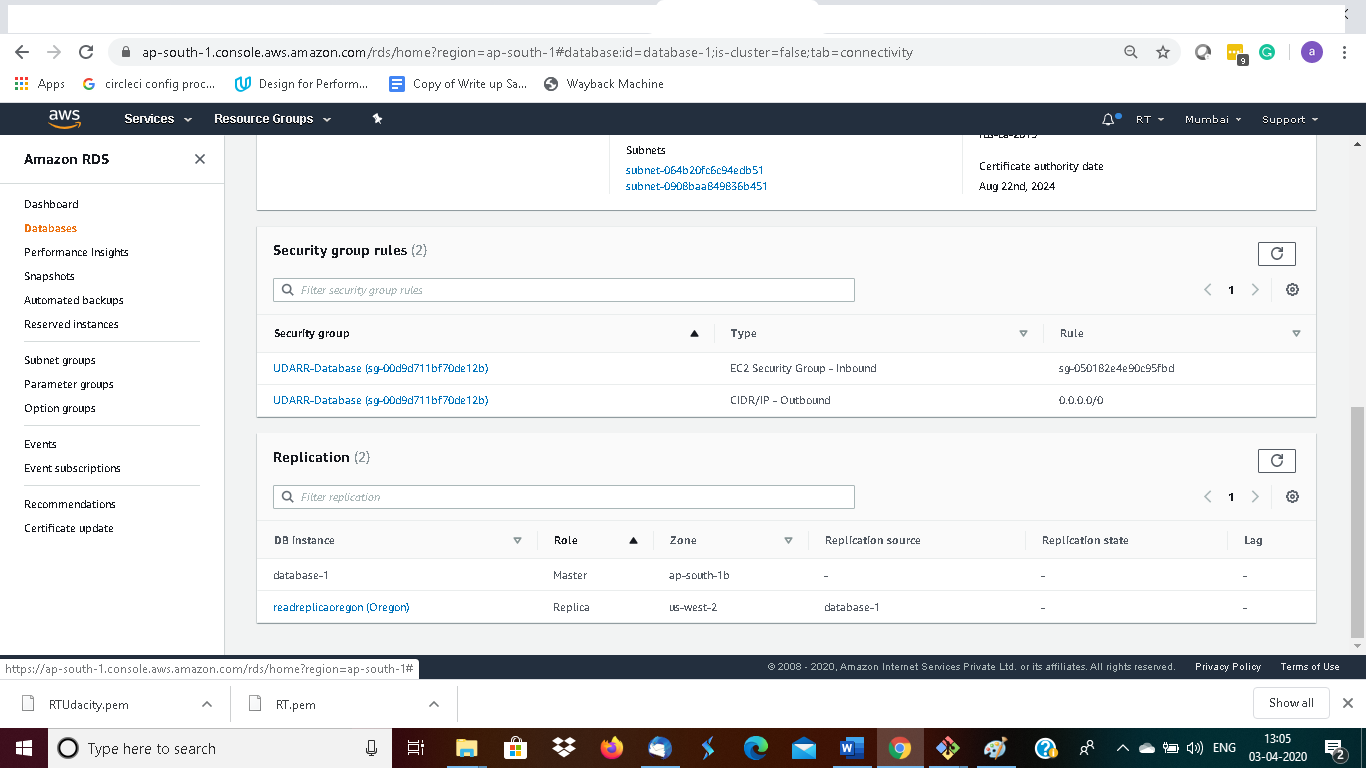 ap-south-1.console.aws.amazon.com/rds/home?region=ap-south-1#database:id=database-1;is-cluster=false;tab=connectivity
9
a
Apps
circleci config proc...
Design for Perform...
Copy of Write up Sa...
Wayback Machine
aws
Services
Resource Groups
RT
Mumbai
Support
Amazon RDS
Dashboard
Databases
Performance Insights
Snapshots
Automated backups
Reserved instances
Subnet groups
Parameter groups
Option groups
Events
Event subscriptions
Recommendations
Certificate update
Subnets
subnet-064b20fc6c94edb51
subnet-0908baa849836b451
Certificate authority date
Aug 22nd, 2024
Security group rules (2)
Filter security group rules
1
Security group Type Rule
UDARR-Database (sg-00d9d711bf70de12b) EC2 Security Group - Inbound sg-050182e4e90c95fbd
UDARR-Database (sg-00d9d711bf70de12b) CIDR/IP - Outbound 0.0.0.0/0
Replication (2)
Filter replication
1
DB instance Role Zone Replication source Replication state Lag
database-1 Master ap-south-1b - - -
readreplicaoregon (Oregon) Replica us-west-2 database-1 - -
https://ap-south-1.console.aws.amazon.com/rds/home?region=ap-south-1#
© 2008 - 2020, Amazon Internet Services Private Ltd. or its affiliates. All rights reserved. Privacy Policy Terms of Use
RTUdacity.pem
RT.pem
Show all
Type here to search
ENG
13:05
03-04-2020
2